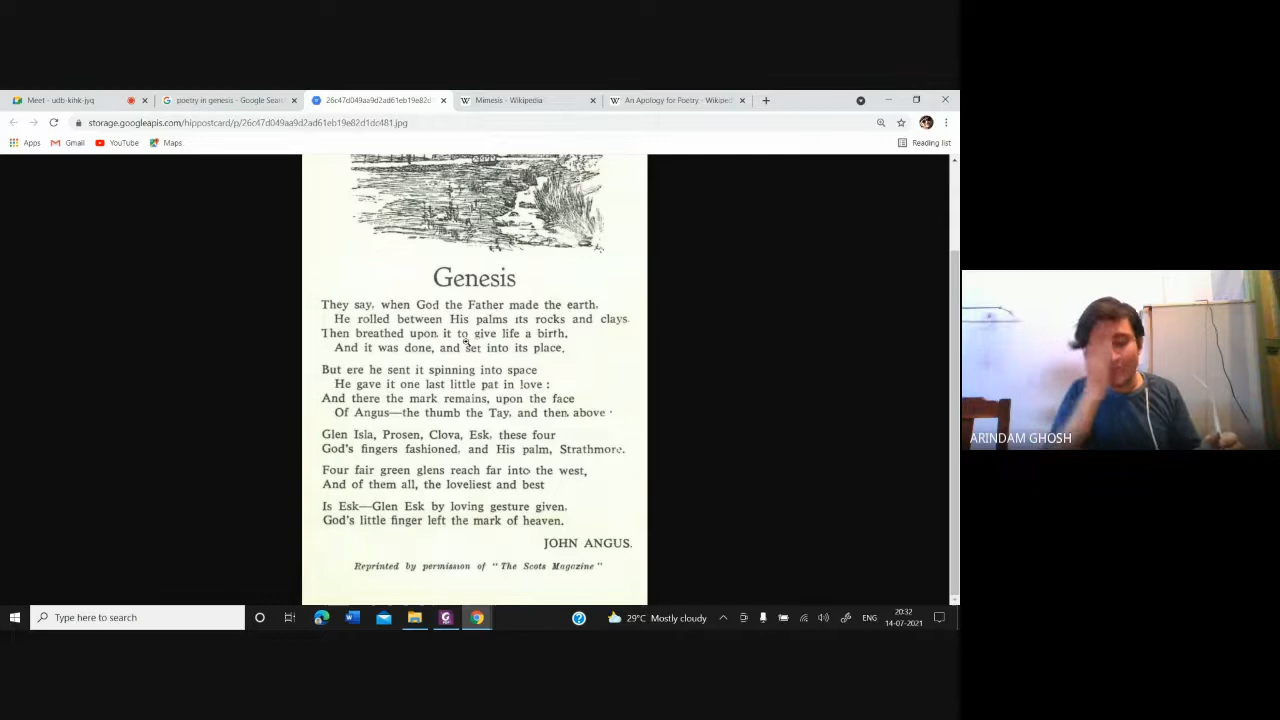 Meet - udb-kihk-jyq
poetry in genesis - Google Sear
26c47d049aa9d2ad61eb19e82d1
Mimesis - Wikipedia
An Apology for Poetry - Wikiped
storage.googleapis.com/hippostcard/p/26c47d049aa9d2ad61eb19e82d1dc481.jpg
Apps
Gmail
YouTube
Maps
Reading list
Genesis
They say, when God the Father made the earth,
He rolled between His palms its rocks and clays.
Then breathed upon it to give life a birth,
And it was done, and set into its place,
But ere he sent it spinning into space
He gave it one last little pat in love :
And there the mark remains, upon the face
Of Angus—the thumb the Tay, and then above ·
Glen Isla, Prosen, Clova, Esk, these four
God's fingers fashioned, and His palm, Strathmore.
Four fair green glens reach far into the west,
And of them all, the loveliest and best
Is Esk—Glen Esk by loving gesture given.
God's little finger left the mark of heaven.
JOHN ANGUS.
Reprinted by permission of "The Scots Magazine"
ARINDAM GHOSH
Type here to search
29°C Mostly cloudy
ENG
20:32
14-07-2021